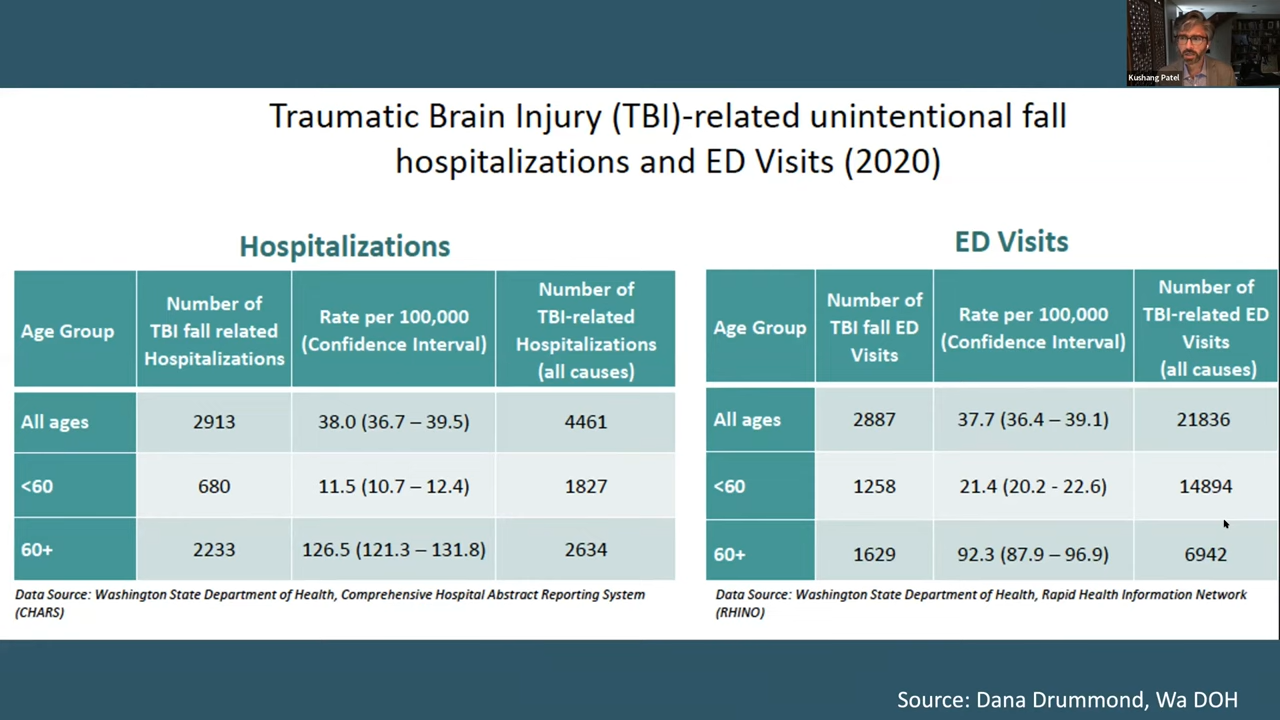 Kushang Patel
Traumatic Brain Injury (TBI)-related unintentional fall
hospitalizations and ED Visits (2020)
Hospitalizations
Age Group
Number of
TBI fall related
Hospitalizations
Rate per 100,000
(Confidence Interval)
Number of
TBI-related
Hospitalizations
(all causes)
All ages
2913
38.0 (36.7 – 39.5)
4461
<60
680
11.5 (10.7 – 12.4)
1827
60+
2233
126.5 (121.3 – 131.8)
2634
Data Source: Washington State Department of Health, Comprehensive Hospital Abstract Reporting System
(CHARS)
ED Visits
Age Group
Number of
TBI fall ED
Visits
Rate per 100,000
(Confidence Interval)
Number of
TBI-related ED
Visits
(all causes)
All ages
2887
37.7 (36.4 – 39.1)
21836
<60
1258
21.4 (20.2 - 22.6)
14894
60+
1629
92.3 (87.9 – 96.9)
6942
Data Source: Washington State Department of Health, Rapid Health Information Network
(RHINO)
Source: Dana Drummond, Wa DOH